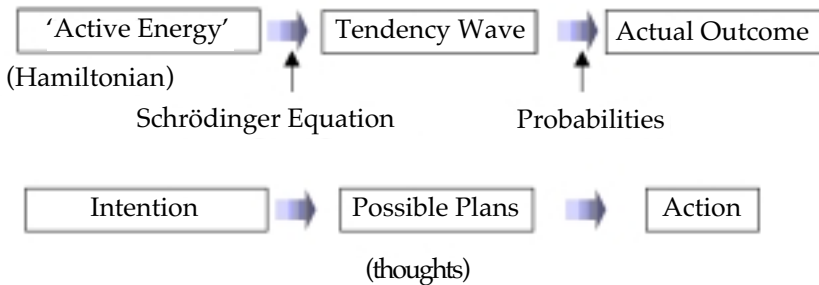 ‘Active Energy’ Tendency Wave Actual Outcome
(Hamiltonian)
Schrödinger Equation Probabilities
Intention Possible Plans Action
(thoughts)